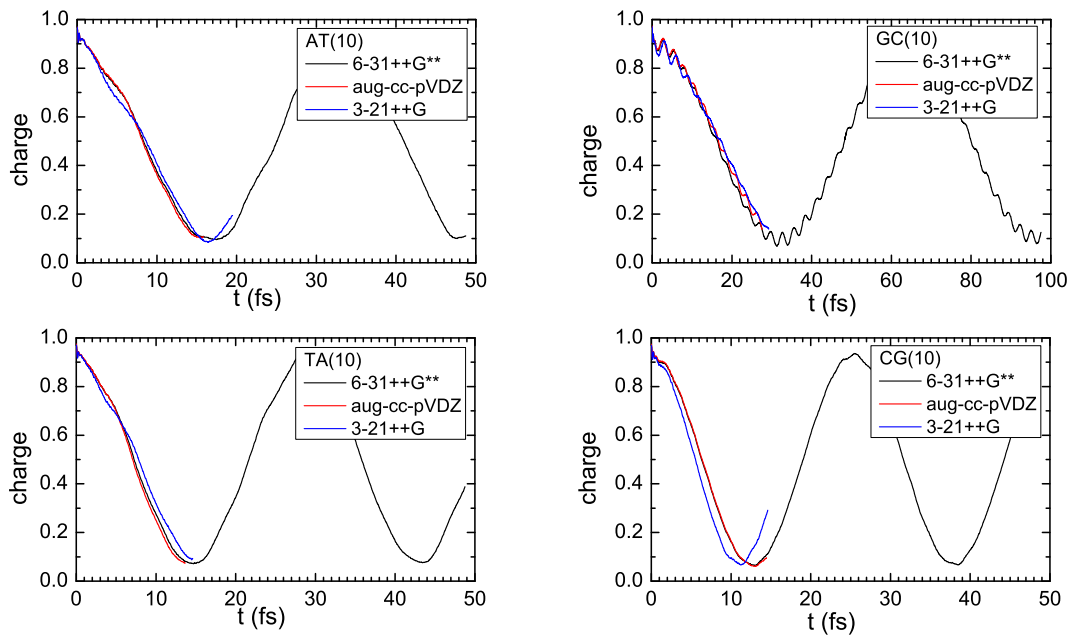 AT(10)
6-31++G**
aug-cc-pVDZ
3-21++G
charge
1.0
0.8
0.6
0.4
0.2
0.0
0 10 20 30 40 50
t (fs)
GC(10)
6-31++G**
aug-cc-pVDZ
3-21++G
charge
1.0
0.8
0.6
0.4
0.2
0.0
0 20 40 60 80 100
t (fs)
TA(10)
6-31++G**
aug-cc-pVDZ
3-21++G
charge
1.0
0.8
0.6
0.4
0.2
0.0
0 10 20 30 40 50
t (fs)
CG(10)
6-31++G**
aug-cc-pVDZ
3-21++G
charge
1.0
0.8
0.6
0.4
0.2
0.0
0 10 20 30 40 50
t (fs)